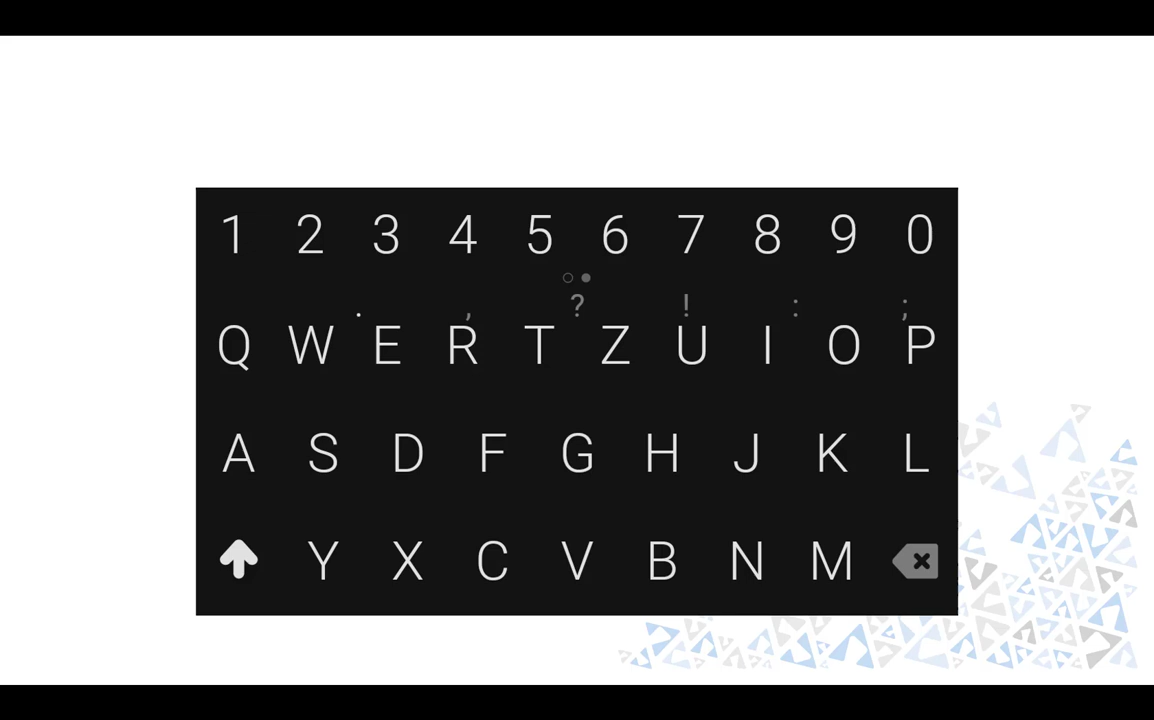 1 2 3 4 5 6 7 8 9 0
. , ? ! : ;
Q W E R T Z U I O P
A S D F G H J K L
Y X C V B N M